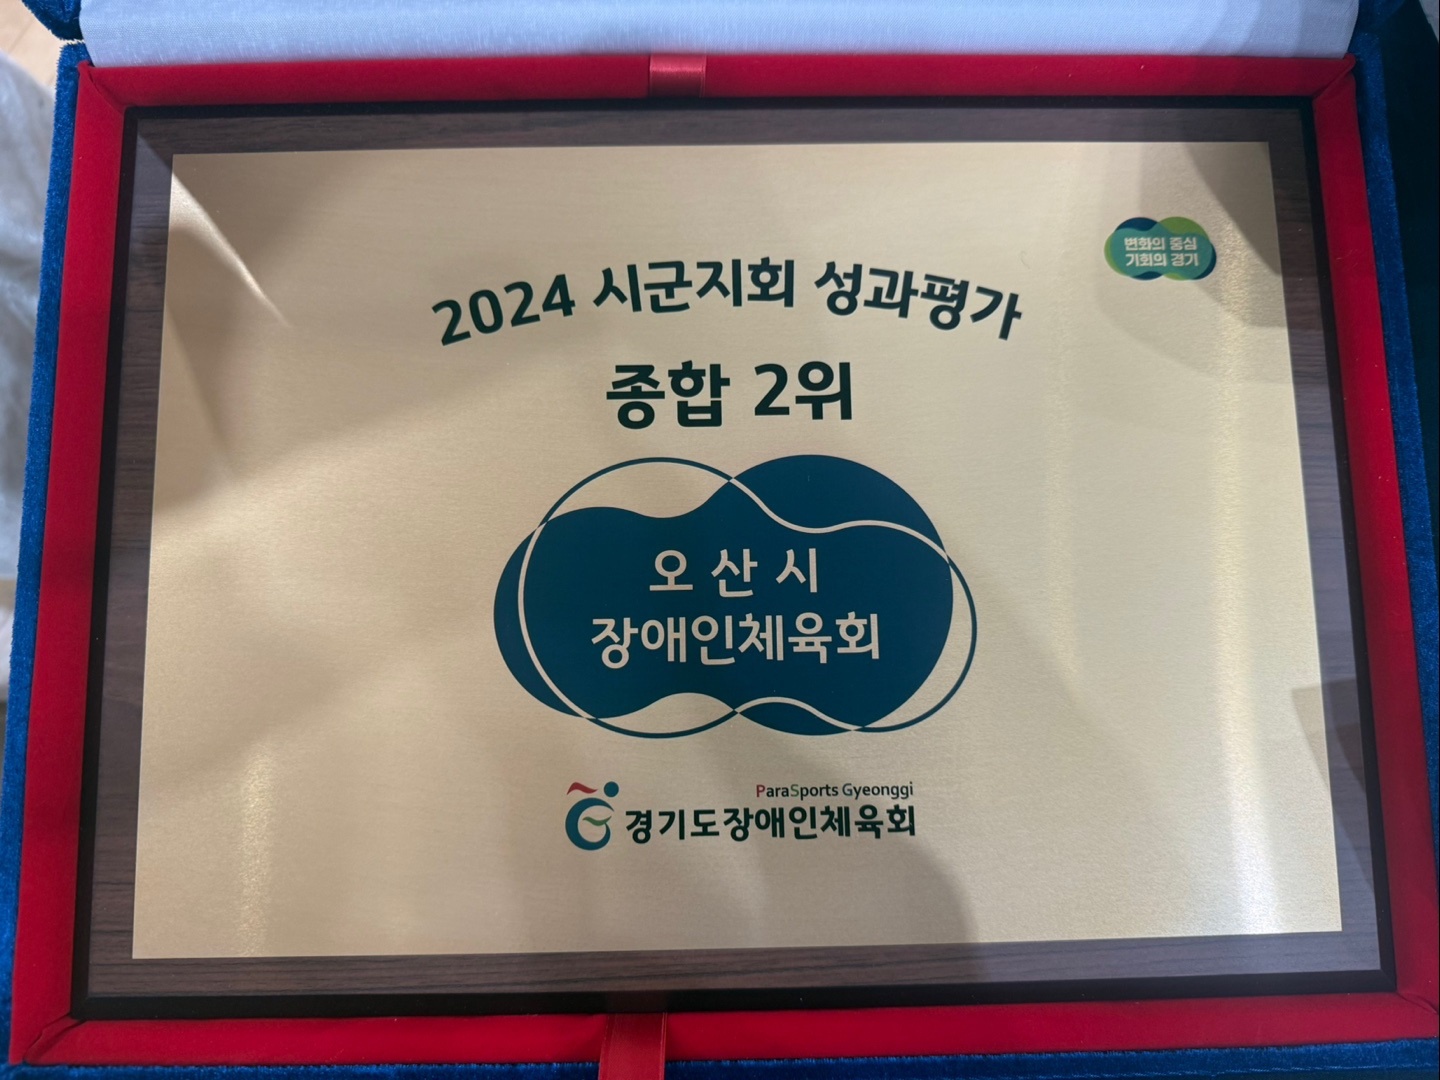 변화의 중심
기회의 경기
2024 시군지회 성과평가
종합 2위
오산시
장애인체육회
ParaSports Gyeonggi
경기도장애인체육회